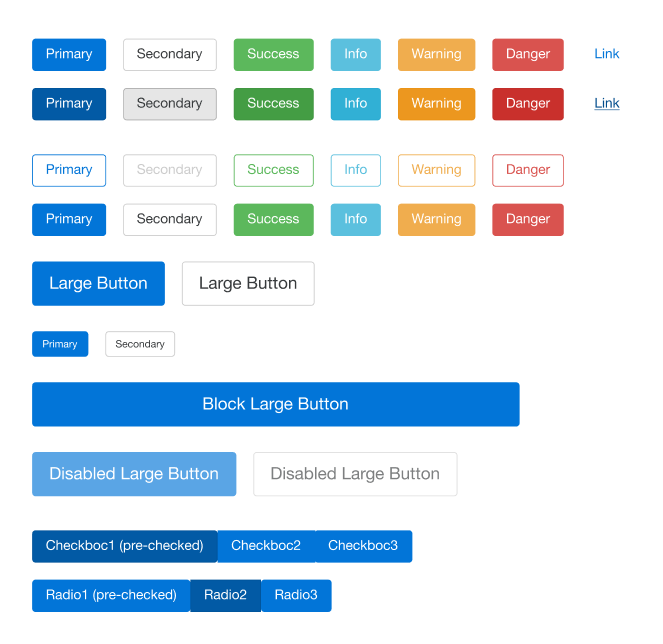 Primary Secondary Success Info Warning Danger Link
Primary Secondary Success Info Warning Danger Link
Primary Secondary Success Info Warning Danger
Primary Secondary Success Info Warning Danger
Large Button Large Button
Primary Secondary
Block Large Button
Disabled Large Button Disabled Large Button
Checkboc1 (pre-checked) Checkboc2 Checkboc3
Radio1 (pre-checked) Radio2 Radio3